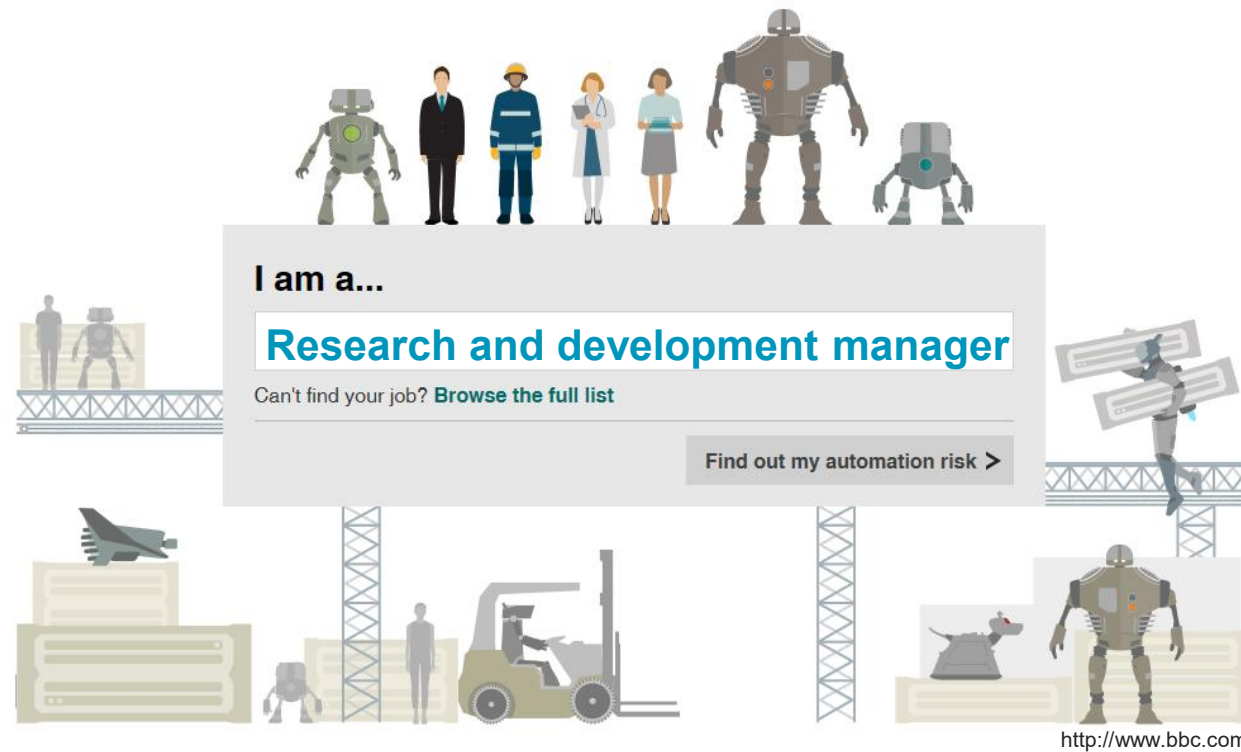 I am a...
Research and development manager
Can't find your job? Browse the full list
Find out my automation risk >
http://www.bbc.com